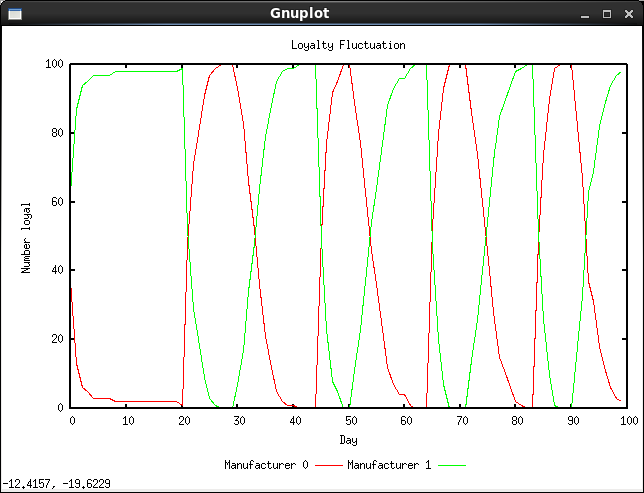 Gnuplot
Loyalty Fluctuation
100
80
60
40
20
0
Number loyal
0 10 20 30 40 50 60 70 80 90 100
Day
Manufacturer 0 Manufacturer 1
-12.4157, -19.6229